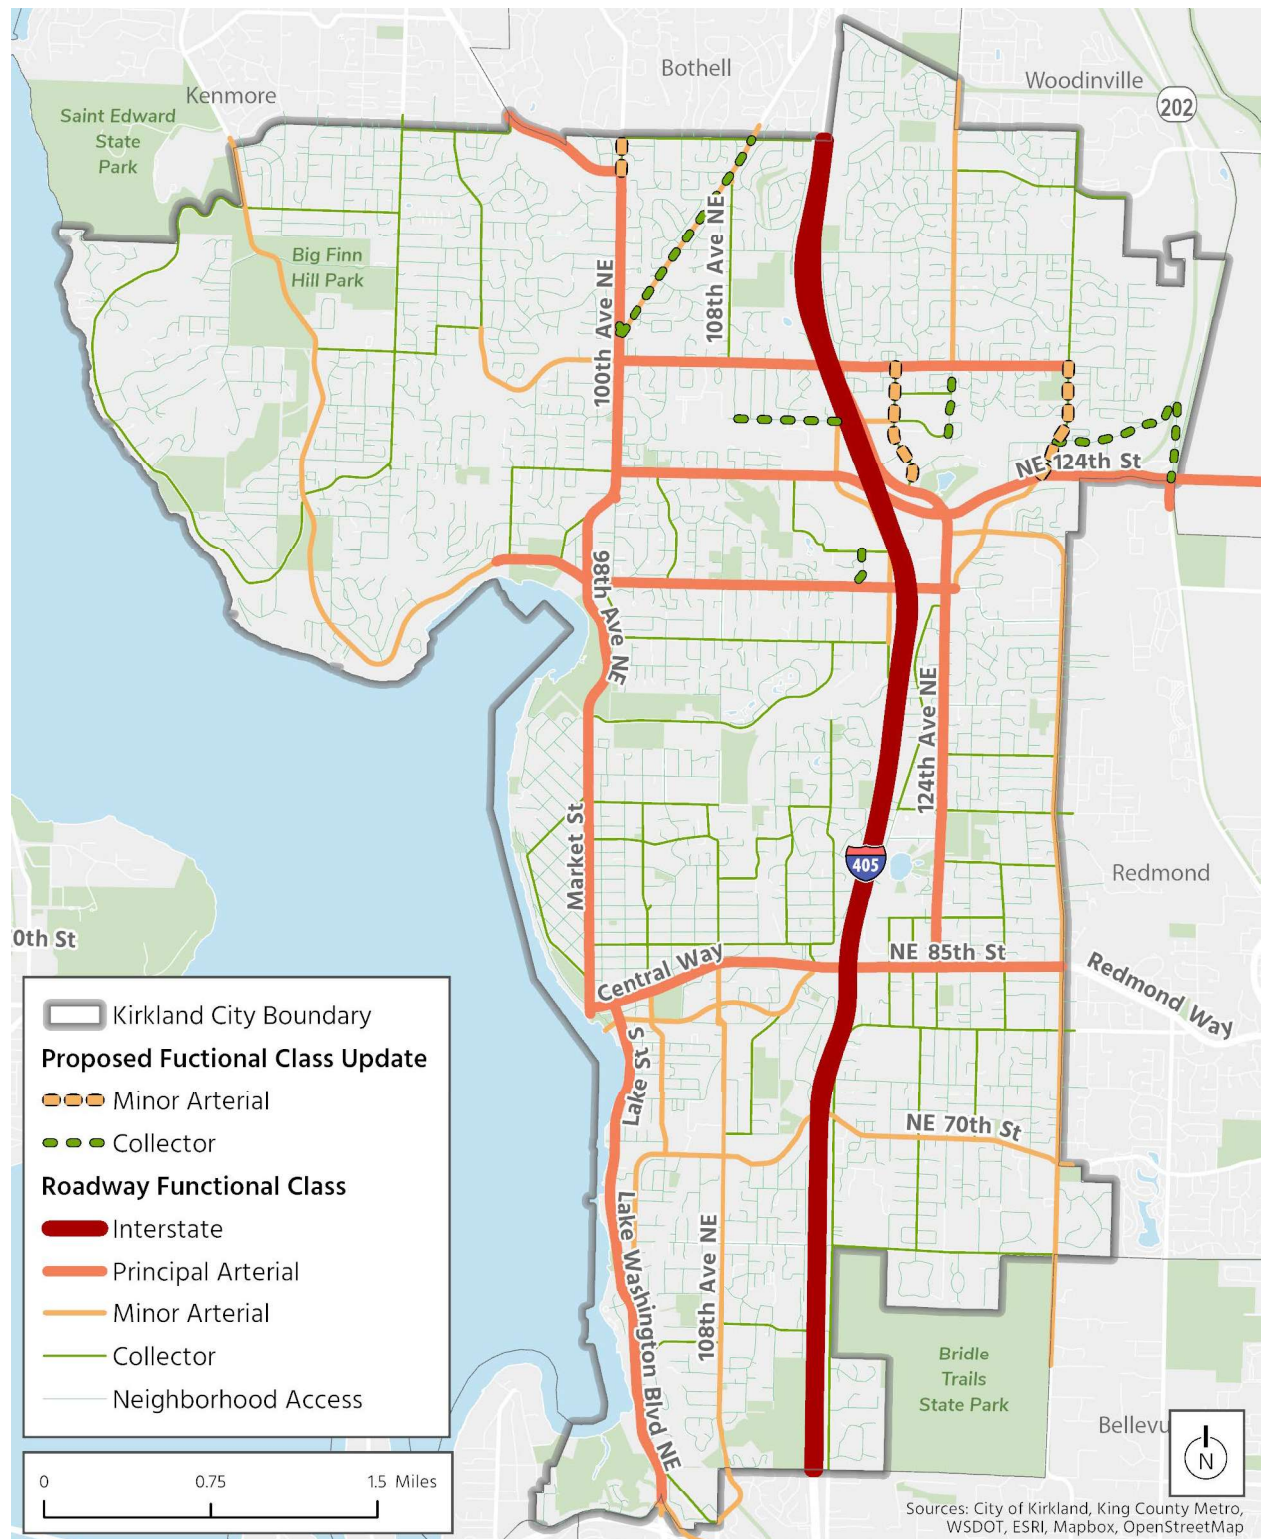 Bothell
Woodinville
Kenmore
202
Saint Edward
State
Park
Big Finn
Hill Park
100th Ave NE
108th Ave NE
NE 124th St
98th Ave NE
124th Ave NE
Market St
405
Redmond
0th St
NE 85th St
Central Way
Redmond Way
Lake St S
NE 70th St
Lake Washington Blvd NE
108th Ave NE
Bridle
Trails
State Park
Bellevu
N
Kirkland City Boundary
Proposed Fuctional Class Update
Minor Arterial
Collector
Roadway Functional Class
Interstate
Principal Arterial
Minor Arterial
Collector
Neighborhood Access
0 0.75 1.5 Miles
Sources: City of Kirkland, King County Metro,
WSDOT, ESRI, Mapbox, OpenStreetMap